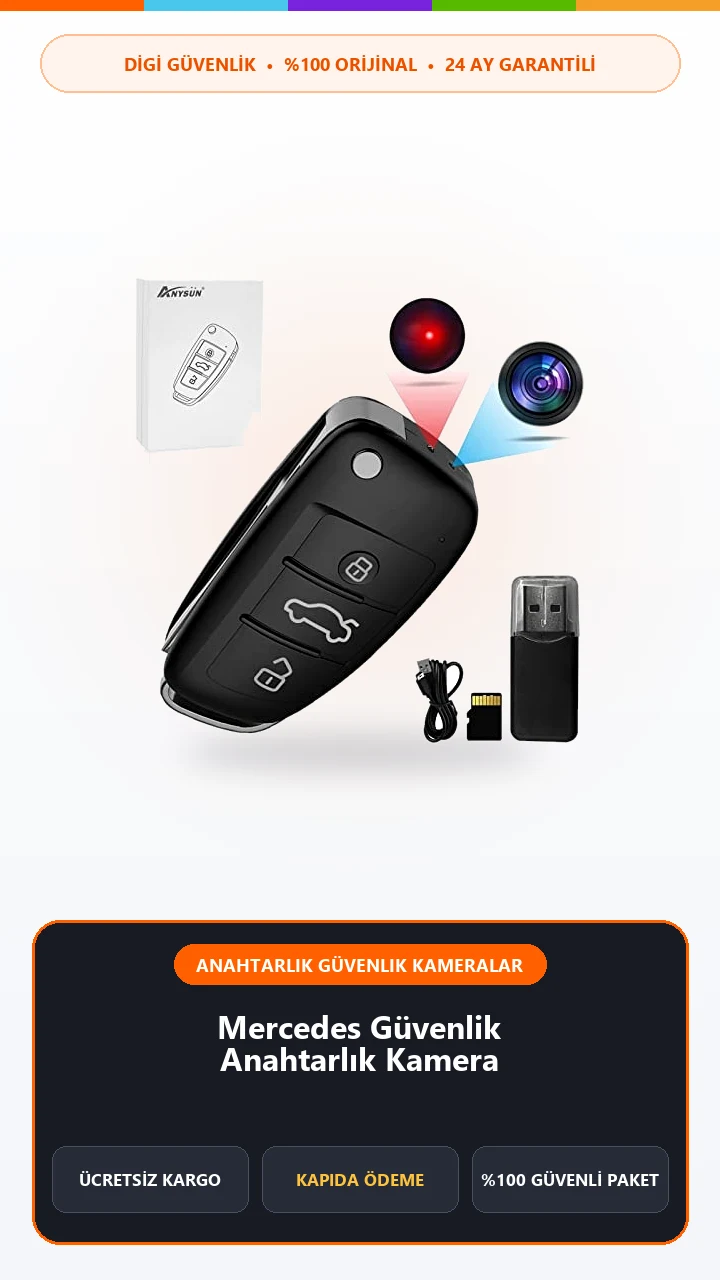 DİGİ GÜVENLİK • %100 ORİJİNAL • 24 AY GARANTİLİ
ANYSUN
ANAHTARLIK GÜVENLIK KAMERALAR
Mercedes Güvenlik
Anahtarlık Kamera
ÜCRETSİZ KARGO
KAPIDA ÖDEME
%100 GÜVENLİ PAKET